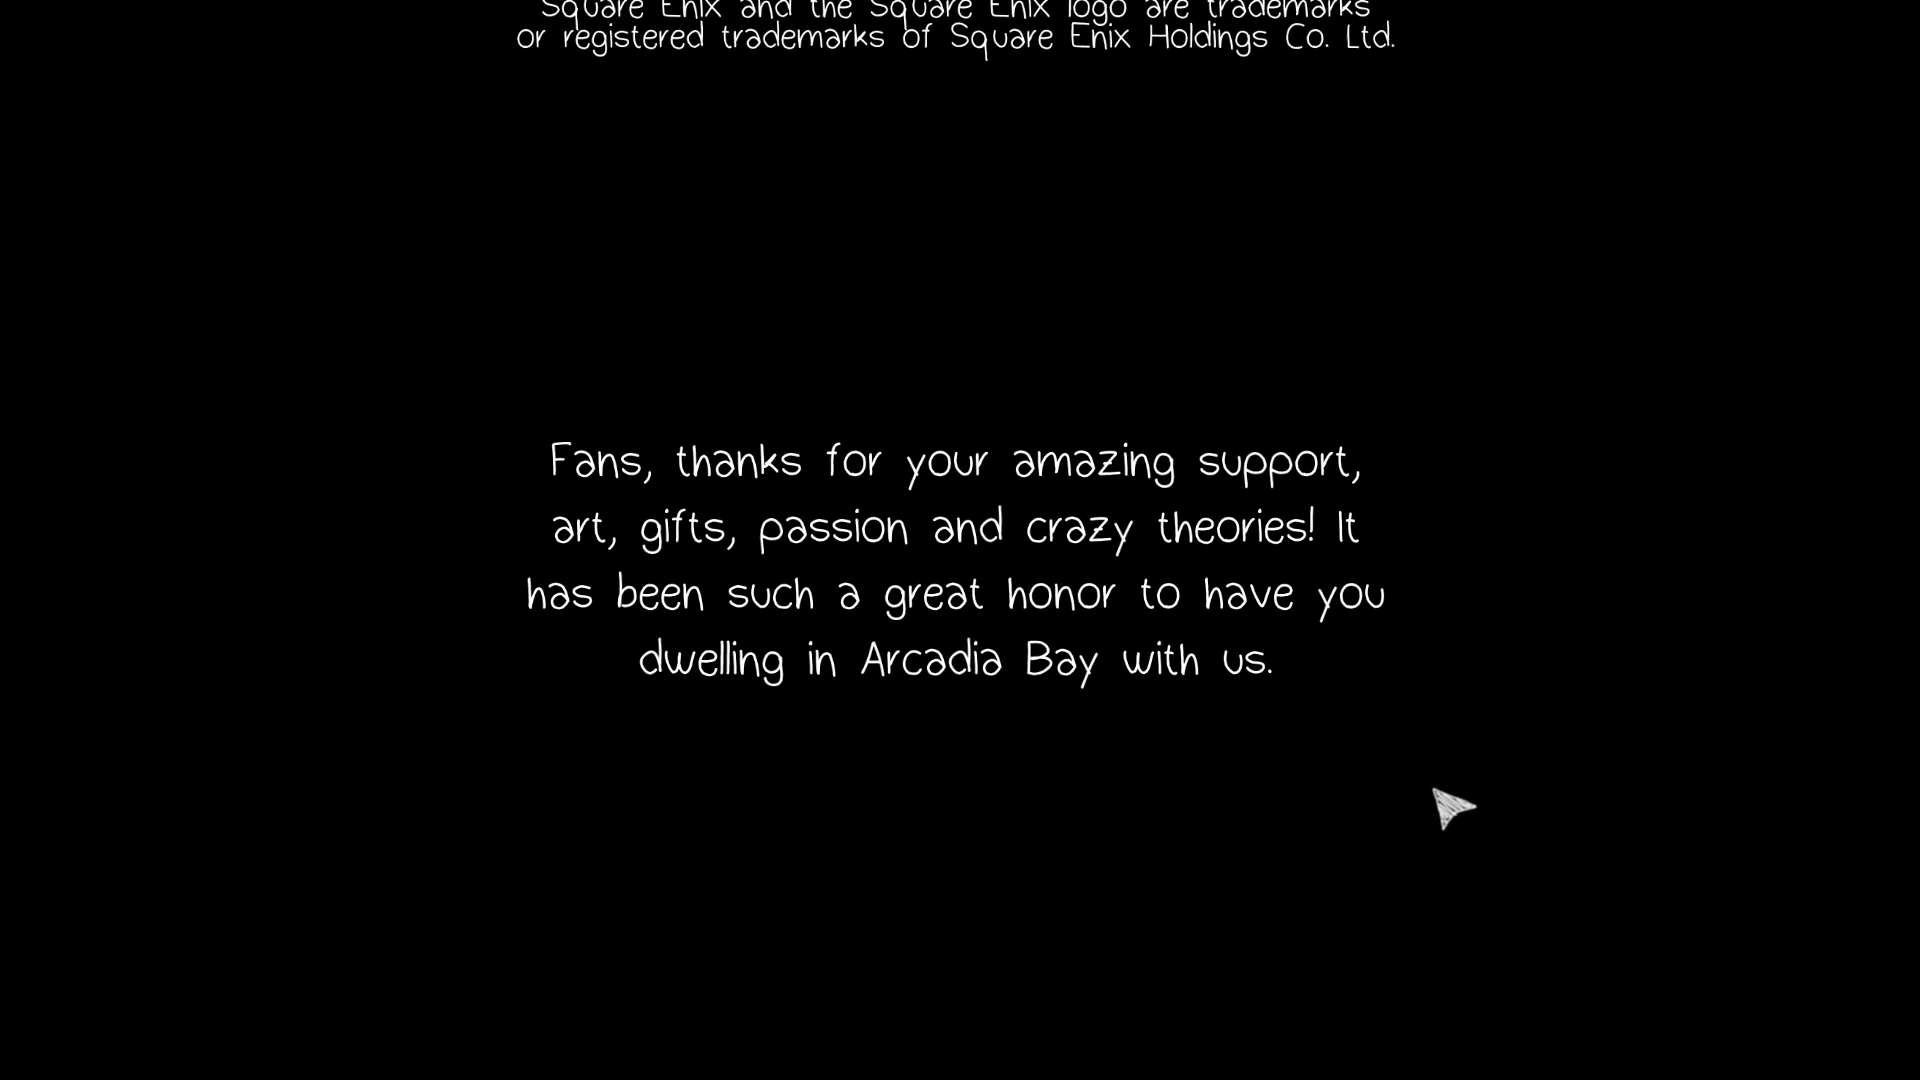 Square Enix and the Square Enix logo are trademarks
or registered trademarks of Square Enix Holdings Co. Ltd.
Fans, thanks for your amazing support,
art, gifts, passion and crazy theories! It
has been such a great honor to have you
dwelling in Arcadia Bay with us.